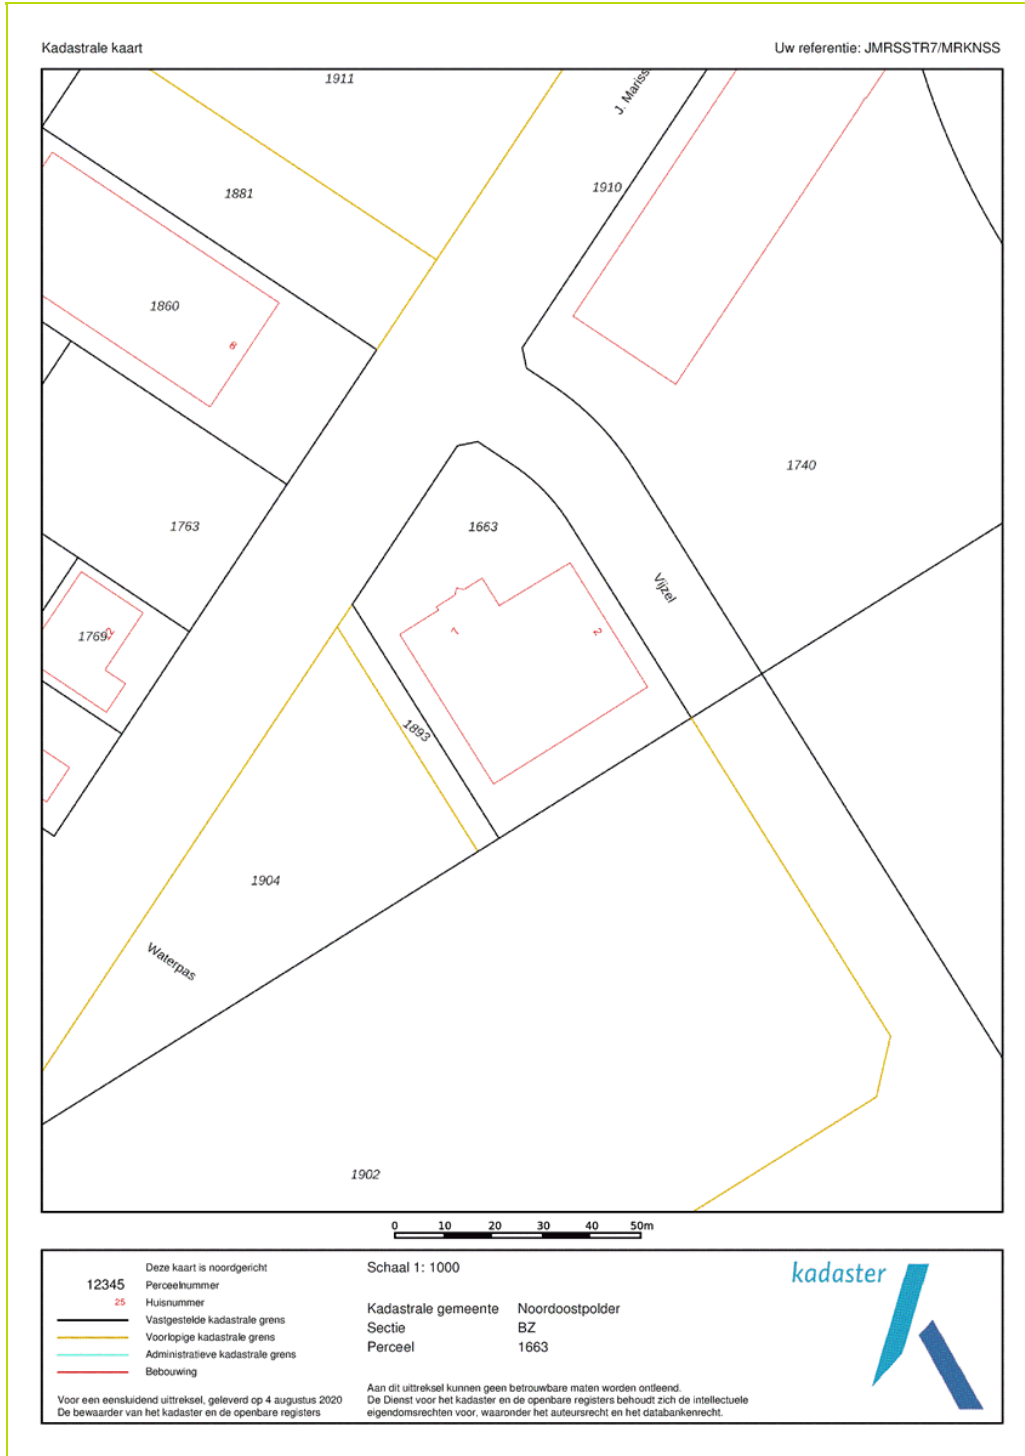 Kadastrale kaart
Uw referentie: JMRSSTR7/MRKNSS
1911
J. Mariss
1881
1910
1860
6
1740
1763
1663
Vijzel
1769
12
7
2
1893
1904
Waterpas
1902
0 10 20 30 40 50m
Deze kaart is noordgericht
12345 Perceelnummer
25 Huisnummer
Vastgestelde kadastrale grens
Voorlopige kadastrale grens
Administratieve kadastrale grens
Bebouwing
Voor een eensluidend uittreksel, geleverd op 4 augustus 2020
De bewaarder van het kadaster en de openbare registers
Schaal 1: 1000
Kadastrale gemeente Noordoostpolder
Sectie BZ
Perceel 1663
Aan dit uittreksel kunnen geen betrouwbare maten worden ontleend.
De Dienst voor het kadaster en de openbare registers behoudt zich de intellectuele
eigendomsrechten voor, waaronder het auteursrecht en het databankenrecht.
kadaster